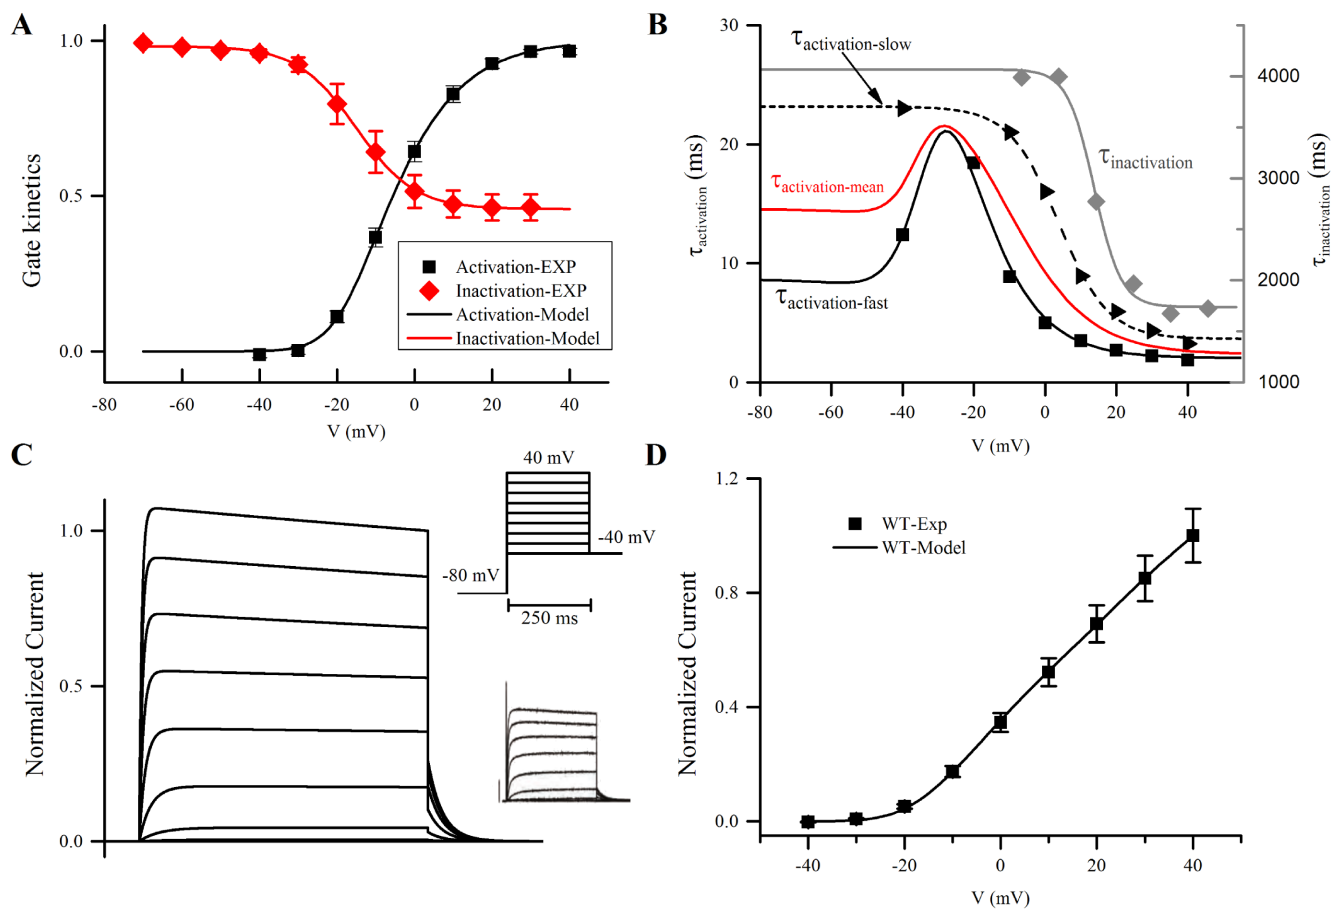 A
1.0
0.5
0.0
Gate kinetics
-80 -60 -40 -20 0 20 40
V (mV)
Activation-EXP
Inactivation-EXP
Activation-Model
Inactivation-Model
B
30
20
10
0
τactivation (ms)
-80 -60 -40 -20 0 20 40
V (mV)
4000
3000
2000
1000
τinactivation (ms)
τactivation-slow
τinactivation
τactivation-mean
τactivation-fast
C
1.0
0.5
0.0
Normalized Current
40 mV
-40 mV
-80 mV
250 ms
D
1.2
0.8
0.4
0.0
Normalized Current
WT-Exp
WT-Model
-40 -20 0 20 40
V (mV)